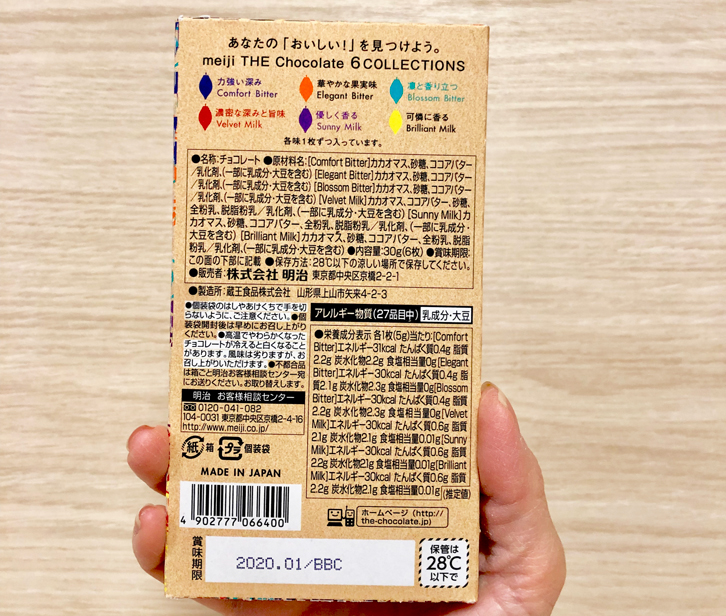 あなたの「おいしい！」を見つけよう。
meiji THE Chocolate 6 COLLECTIONS
力強い深み
Comfort Bitter
華やかな果実味
Elegant Bitter
凛と香り立つ
Blossom Bitter
濃密な深みと旨味
Velvet Milk
優しく香る
Sunny Milk
可憐に香る
Brilliant Milk
各味1枚ずつ入っています。
●名称:チョコレート ●原材料名:[Comfort Bitter]カカオマス、砂糖、ココアバター
/乳化剤、(一部に乳成分・大豆を含む) [Elegant Bitter]カカオマス、砂糖、ココアバター
/乳化剤、(一部に乳成分・大豆を含む) [Blossom Bitter]カカオマス、砂糖、ココアバター
/乳化剤、(一部に乳成分・大豆を含む) [Velvet Milk]カカオマス、ココアバター、砂糖、
全粉乳、脱脂粉乳/乳化剤、(一部に乳成分・大豆を含む) [Sunny Milk]カ
カオマス、砂糖、ココアバター、全粉乳、脱脂粉乳/乳化剤、(一部に乳成分・
大豆を含む) [Brilliant Milk]カカオマス、砂糖、ココアバター、全粉乳、脱脂
粉乳/乳化剤、(一部に乳成分・大豆を含む) ●内容量:30g(6枚) ●賞味期限:
この面の下部に記載 ●保存方法:28℃以下の涼しい場所で保存してください。
●販売者:株式会社 明治 東京都中央区京橋2-2-1
●製造所:蔵王食品株式会社 山形県上山市矢来4-2-3
●個装袋のはしやあけくちで手を切
らないように、ご注意ください。●個
装袋開封後は早めにお召し上がり
ください。●高温でやわらかくなった
チョコレートが冷えると白くなること
があります。風味は劣りますが、お
召し上がりいただけます。●不都合品
は箱ごと明治お客様相談センター宛
にお送りください。お取り替えします。
明治 お客様相談センター
0120-041-082
104-0031 東京都中央区京橋2-4-16
http://www.meiji.co.jp/
紙 箱 プラ 個装袋
MADE IN JAPAN
4 902777 066400
アレルギー物質(27品目中) 乳成分・大豆
●栄養成分表示 各1枚(5g)当たり:[Comfort
Bitter]エネルギー31kcal たんぱく質0.4g 脂質
2.2g 炭水化物2.2g 食塩相当量0g[Elegant
Bitter]エネルギー30kcal たんぱく質0.4g 脂
質2.1g 炭水化物2.3g 食塩相当量0g[Blossom
Bitter]エネルギー30kcal たんぱく質0.4g 脂質
2.2g 炭水化物2.3g 食塩相当量0g[Velvet
Milk]エネルギー30kcal たんぱく質0.6g 脂質
2.1g 炭水化物2.3g 食塩相当量0.01g[Sunny
Milk]エネルギー30kcal たんぱく質0.6g 脂質
2.2g 炭水化物2.1g 食塩相当量0.01g[Brilliant
Milk]エネルギー30kcal たんぱく質0.6g 脂質
2.2g 炭水化物2.1g 食塩相当量0.01g(推定値)
ホームページ(http://
the-chocolate.jp)
賞味期限
2020.01/BBC
保管は
28℃
以下で